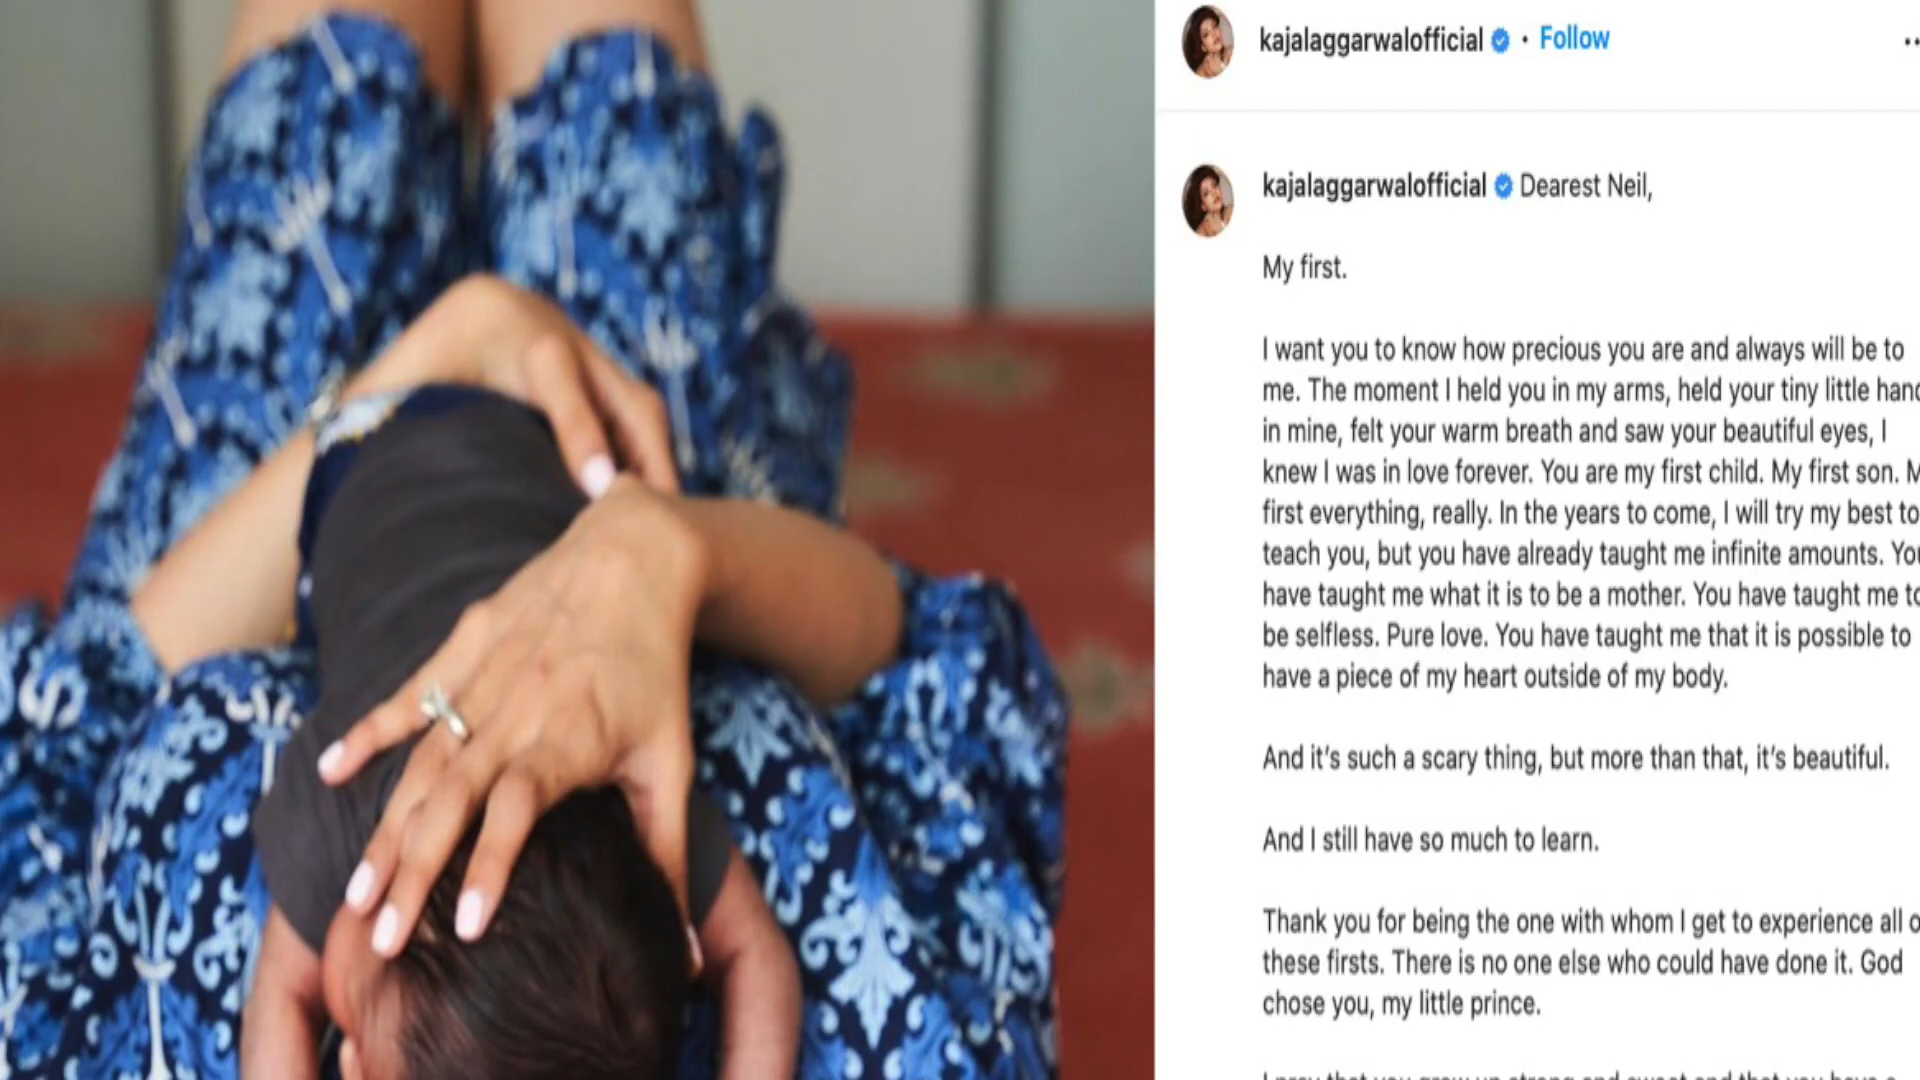 kajalaggarwalofficial • Follow
kajalaggarwalofficial Dearest Neil,
My first.
I want you to know how precious you are and always will be to
me. The moment I held you in my arms, held your tiny little hand
in mine, felt your warm breath and saw your beautiful eyes, I
knew I was in love forever. You are my first child. My first son. M
first everything, really. In the years to come, I will try my best to
teach you, but you have already taught me infinite amounts. You
have taught me what it is to be a mother. You have taught me to
be selfless. Pure love. You have taught me that it is possible to
have a piece of my heart outside of my body.
And it's such a scary thing, but more than that, it's beautiful.
And I still have so much to learn.
Thank you for being the one with whom I get to experience all o
these firsts. There is no one else who could have done it. God
chose you, my little prince.